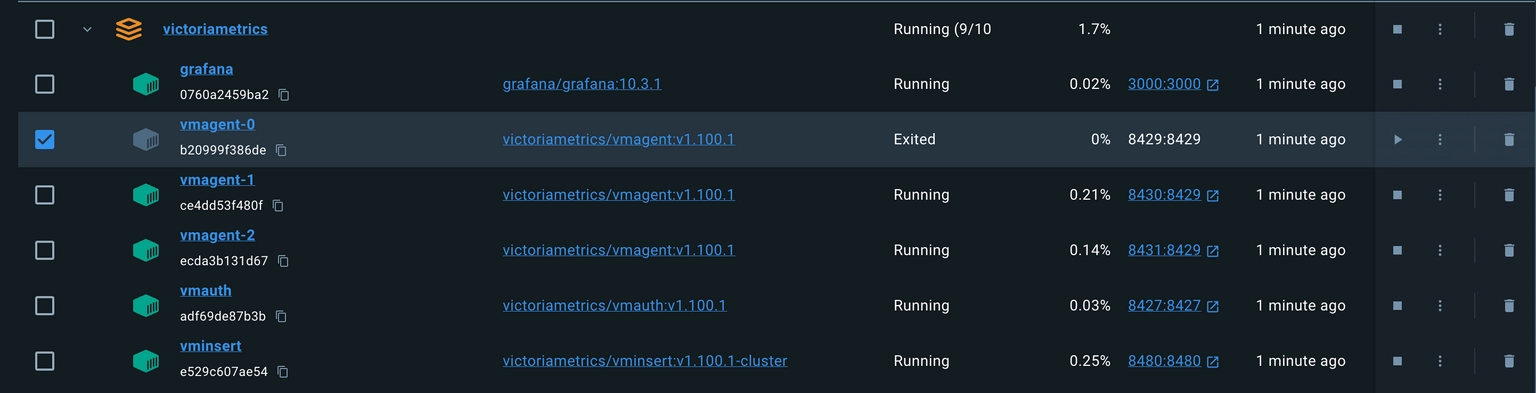 victoriametrics Running (9/10 1.7% 1 minute ago
grafana
0760a2459ba2 grafana/grafana:10.3.1 Running 0.02% 3000:3000 1 minute ago
vmagent-0
b20999f386de victoriametrics/vmagent:v1.100.1 Exited 0% 8429:8429 1 minute ago
vmagent-1
ce4dd53f480f victoriametrics/vmagent:v1.100.1 Running 0.21% 8430:8429 1 minute ago
vmagent-2
ecda3b131d67 victoriametrics/vmagent:v1.100.1 Running 0.14% 8431:8429 1 minute ago
vmauth
adf69de87b3b victoriametrics/vmauth:v1.100.1 Running 0.03% 8427:8427 1 minute ago
vminsert
e529c607ae54 victoriametrics/vminsert:v1.100.1-cluster Running 0.25% 8480:8480 1 minute ago